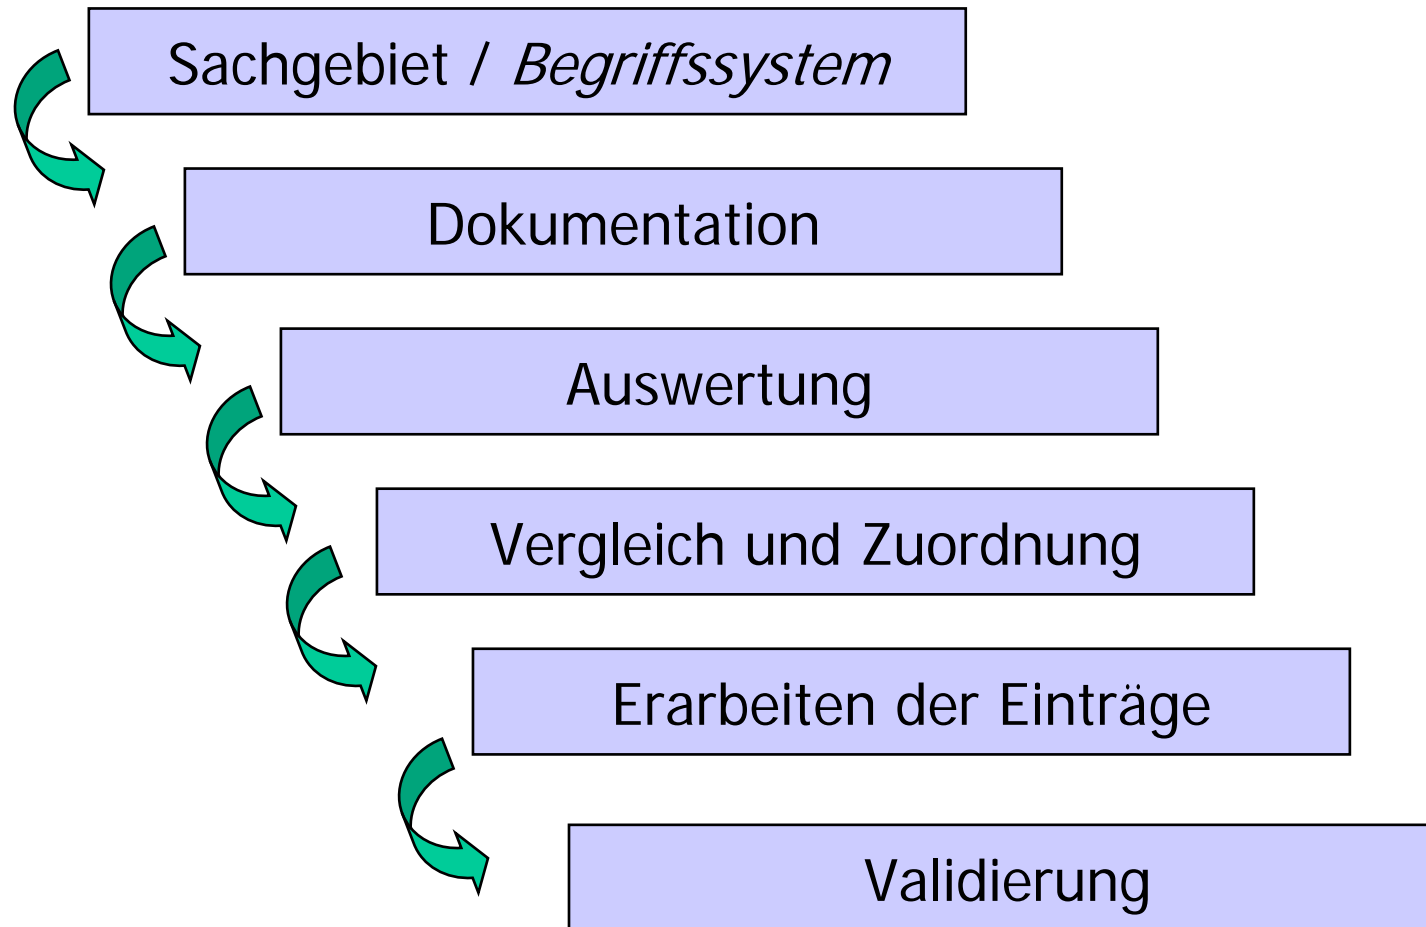 Sachgebiet / Begriffssystem
Dokumentation
Auswertung
Vergleich und Zuordnung
Erarbeiten der Einträge
Validierung